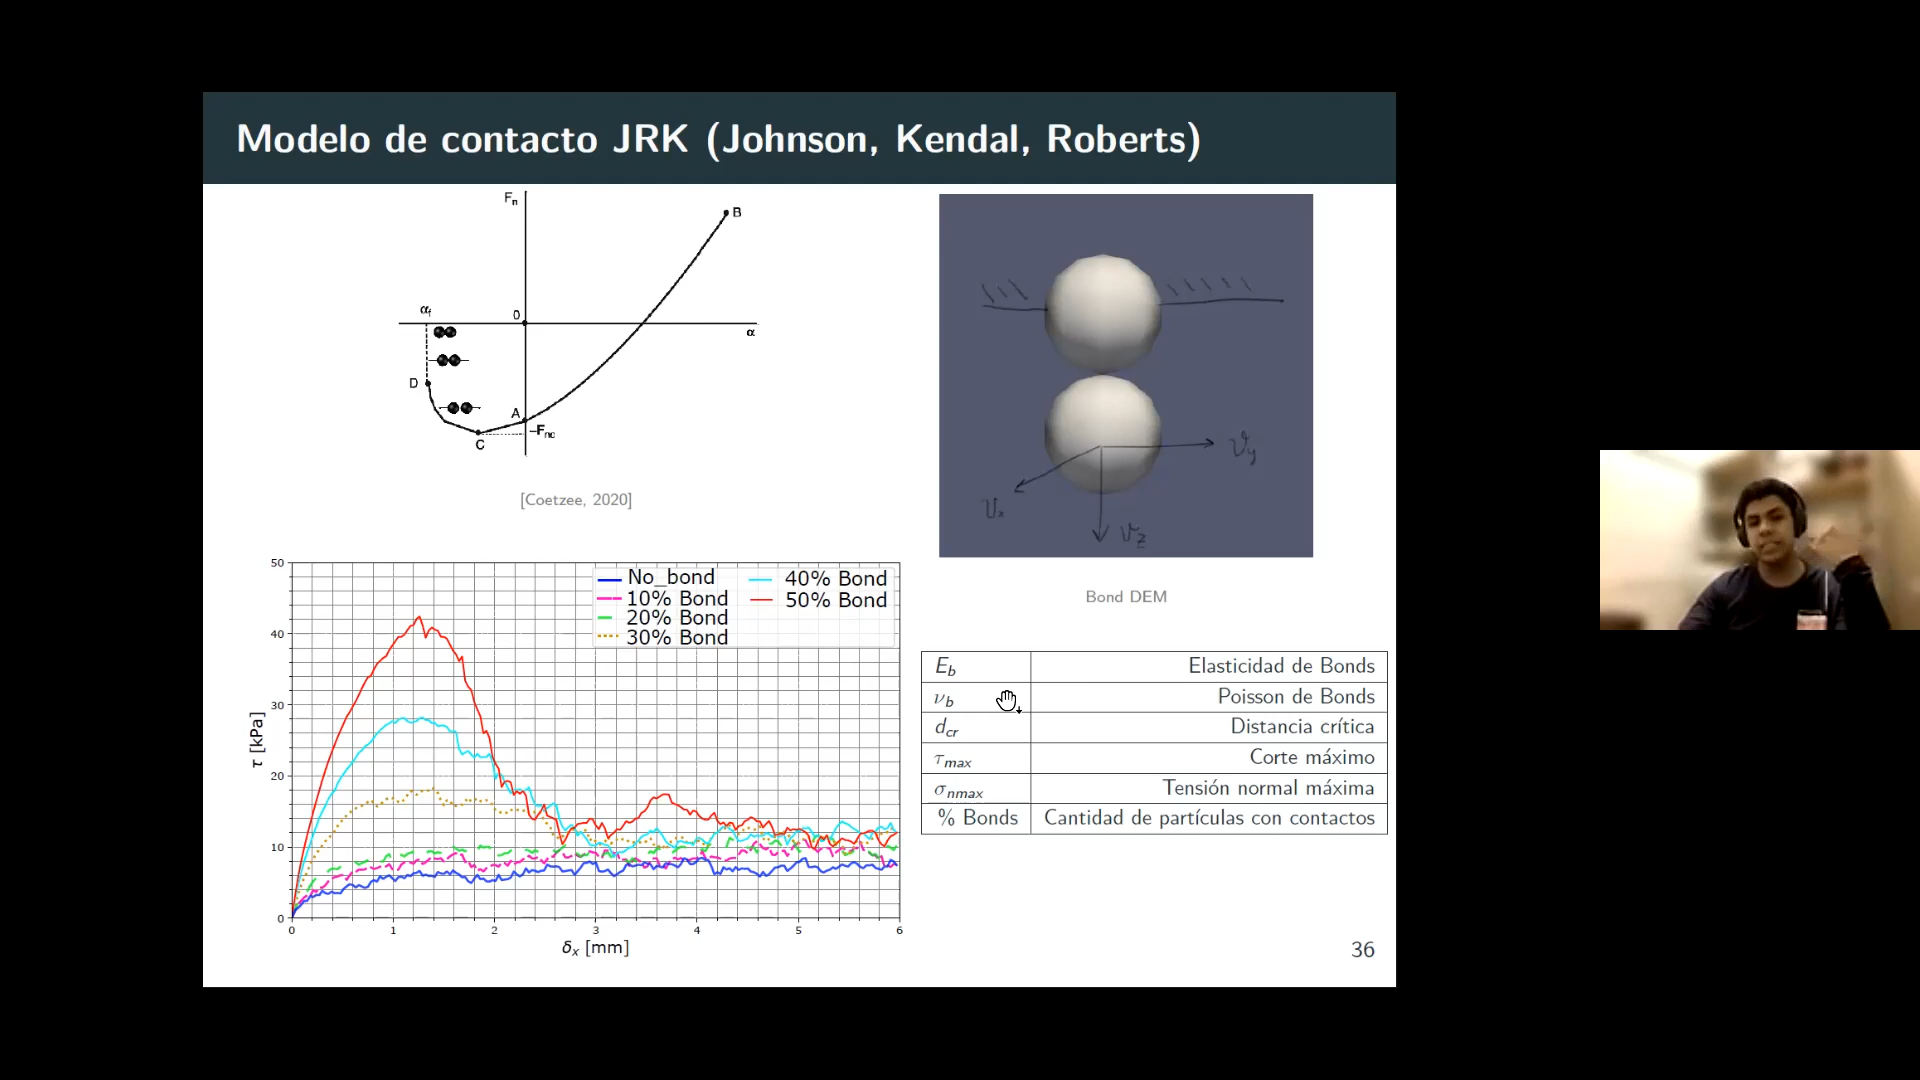 Modelo de contacto JRK (Johnson, Kendal, Roberts)
Fn
B
αf
0
α
D
A
–Fnc
C
[Coetzee, 2020]
vy
vx
vz
Bond DEM
No_bond
10% Bond
20% Bond
30% Bond
40% Bond
50% Bond
50
40
30
20
10
0
τ [kPa]
0 1 2 3 4 5 6
δx [mm]
Eb Elasticidad de Bonds
νb Poisson de Bonds
dcr Distancia crítica
τmax Corte máximo
σnmax Tensión normal máxima
% Bonds Cantidad de partículas con contactos
36